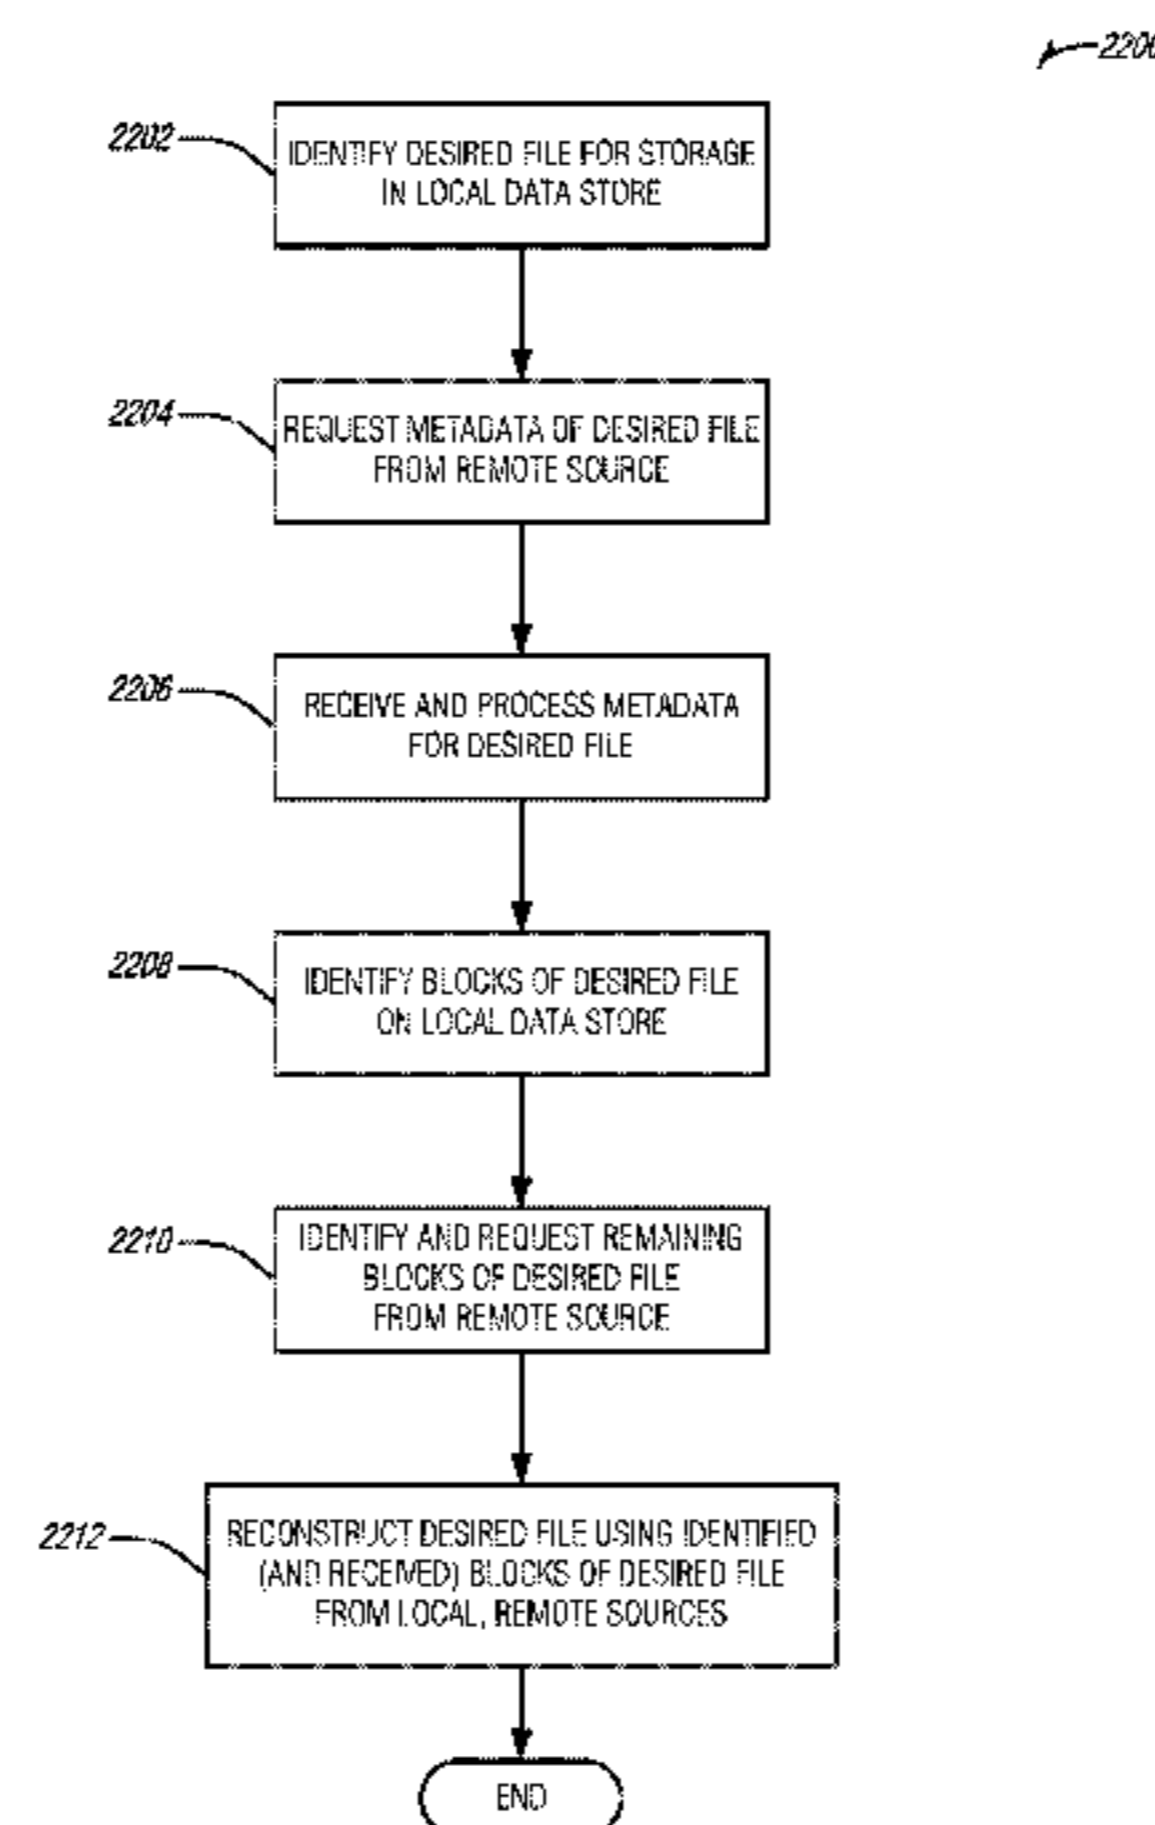 2200
2202
IDENTIFY DESIRED FILE FOR STORAGE
IN LOCAL DATA STORE
2204
REQUEST METADATA OF DESIRED FILE
FROM REMOTE SOURCE
2206
RECEIVE AND PROCESS METADATA
FOR DESIRED FILE
2208
IDENTIFY BLOCKS OF DESIRED FILE
ON LOCAL DATA STORE
2210
IDENTIFY AND REQUEST REMAINING
BLOCKS OF DESIRED FILE
FROM REMOTE SOURCE
2212
RECONSTRUCT DESIRED FILE USING IDENTIFIED
(AND RECEIVED) BLOCKS OF DESIRED FILE
FROM LOCAL, REMOTE SOURCES
END